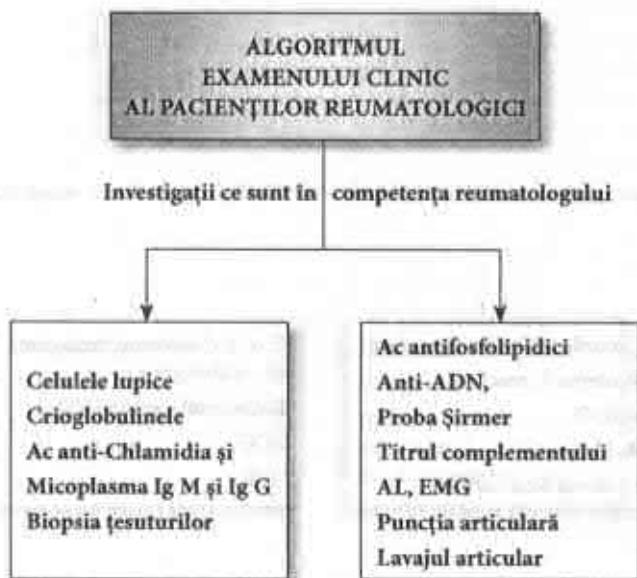 ALGORITMUL
EXAMENULUI CLINIC
AL PACIENȚILOR REUMATOLOGICI
Investigații ce sunt în competența reumatologului
Celulele lupice
Crioglobulinele
Ac anti-Chlamidia și
Micoplasma Ig M și Ig G
Biopsia țesuturilor
Ac antifosfolipidici
Anti-ADN,
Proba Șirmer
Titrul complementului
AL, EMG
Puncția articulară
Lavajul articular